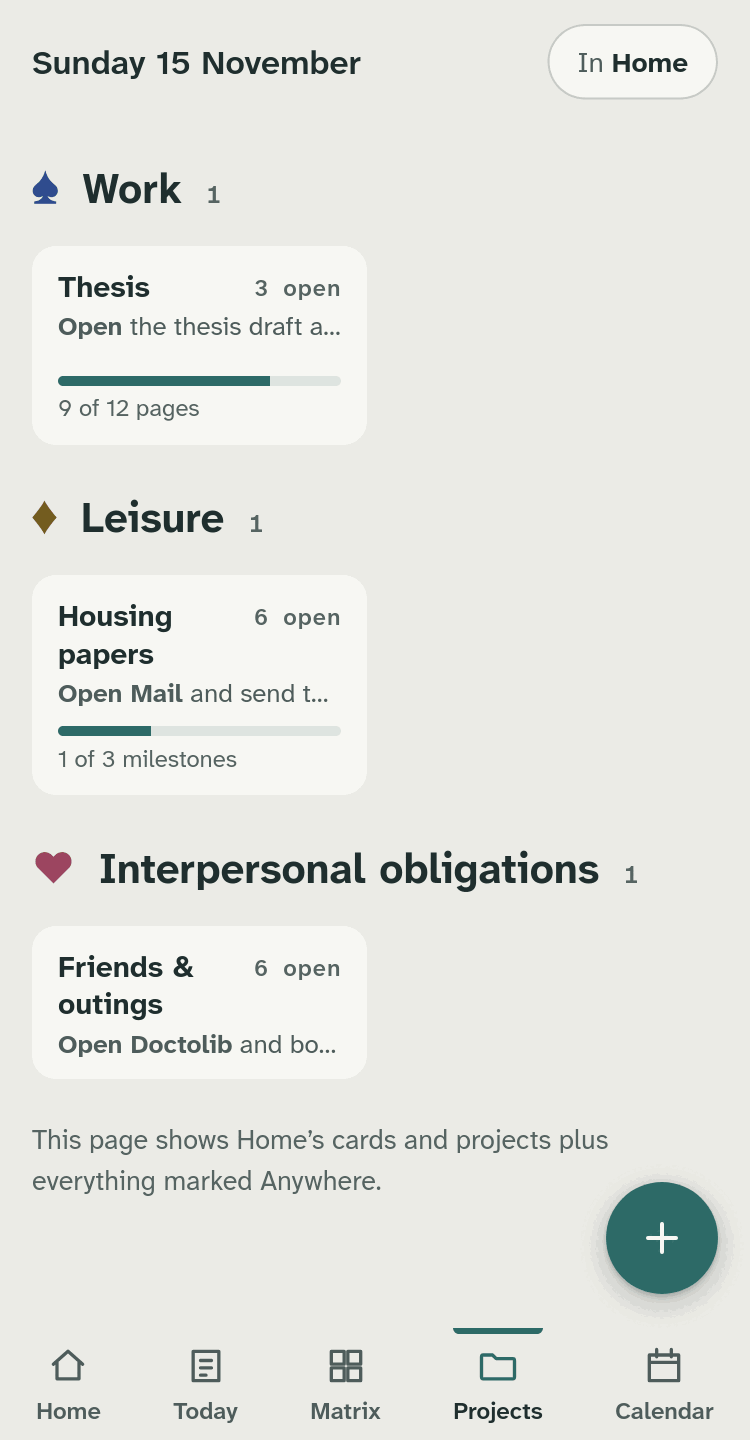 Sunday 15 November
In Home
Work 1
Thesis 3 open
Open the thesis draft a...
9 of 12 pages
Leisure 1
Housing 6 open
papers
Open Mail and send t...
1 of 3 milestones
Interpersonal obligations 1
Friends & 6 open
outings
Open Doctolib and bo...
This page shows Home’s cards and projects plus
everything marked Anywhere.
Home Today Matrix Projects Calendar